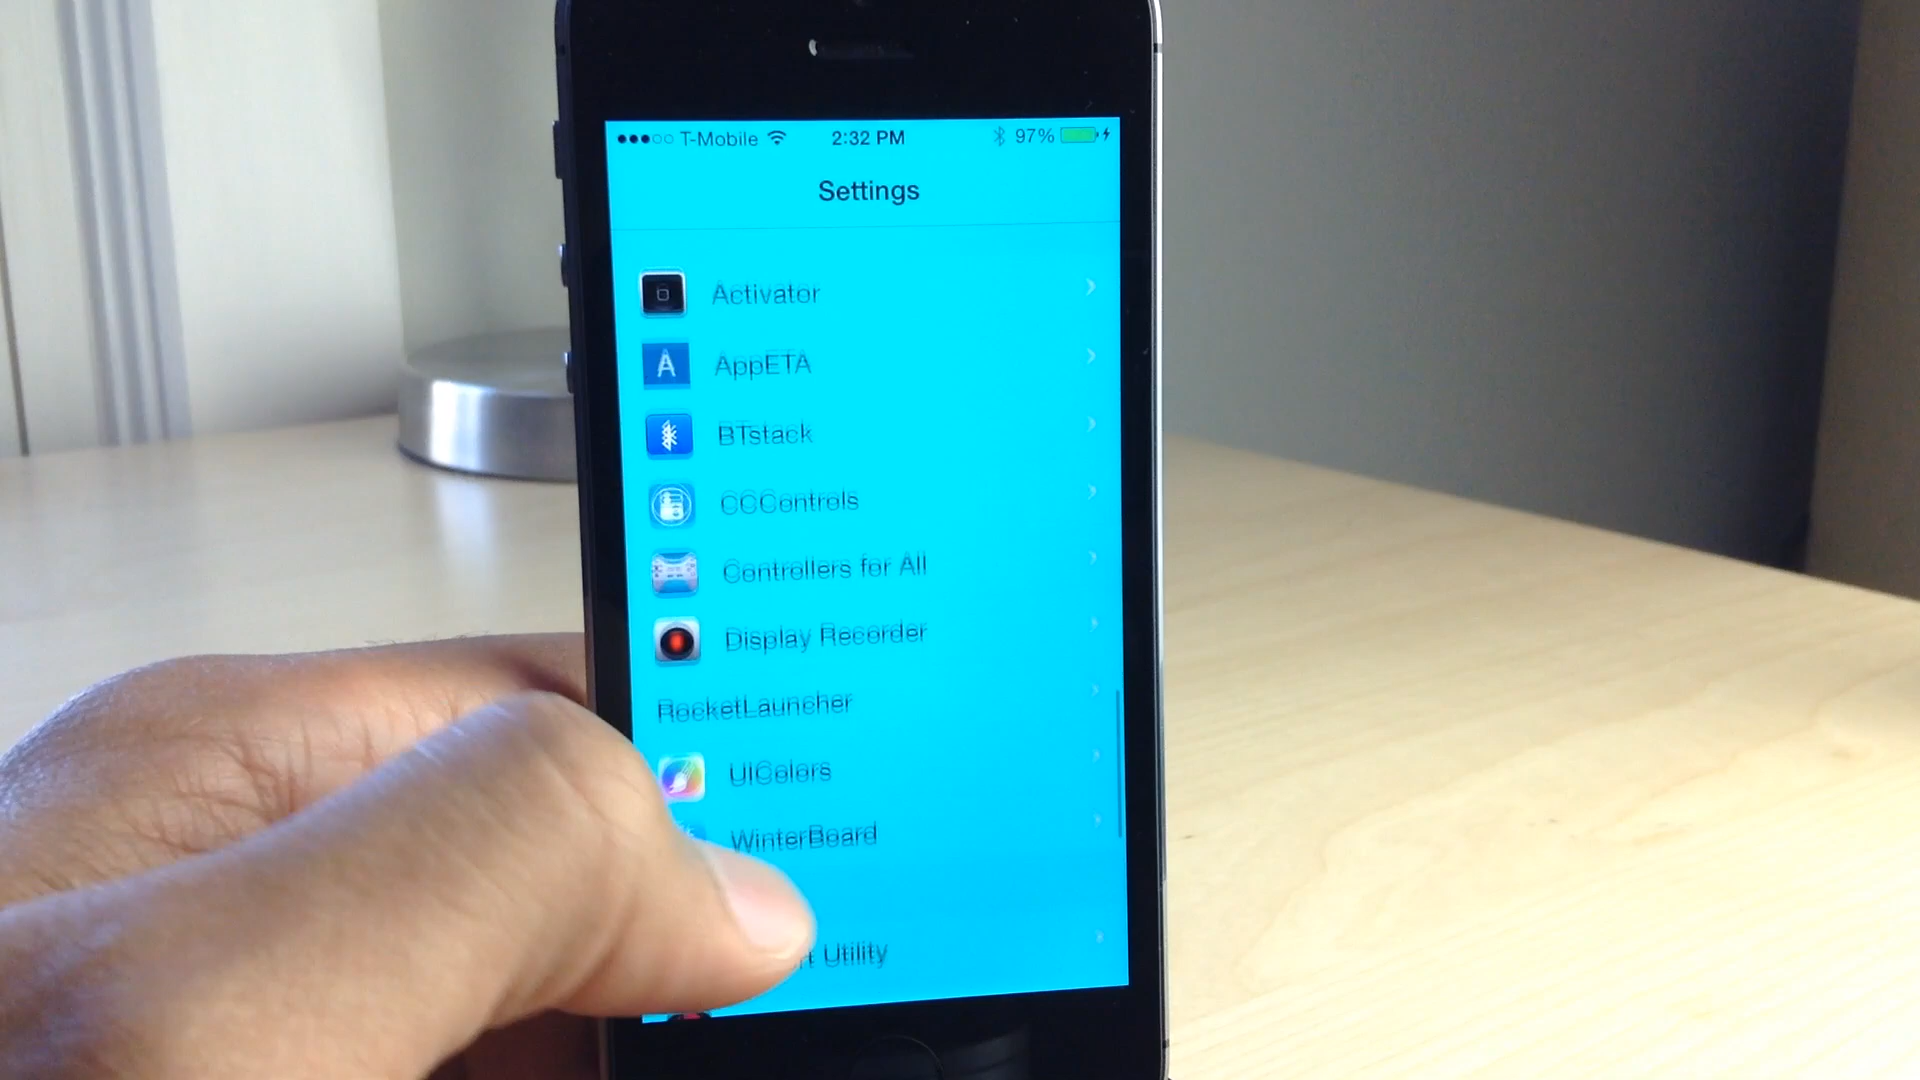 T-Mobile 2:32 PM 97%
Settings
Activator
AppETA
BTstack
CCControls
Controllers for All
Display Recorder
RocketLauncher
UIColors
WinterBoard
Utility